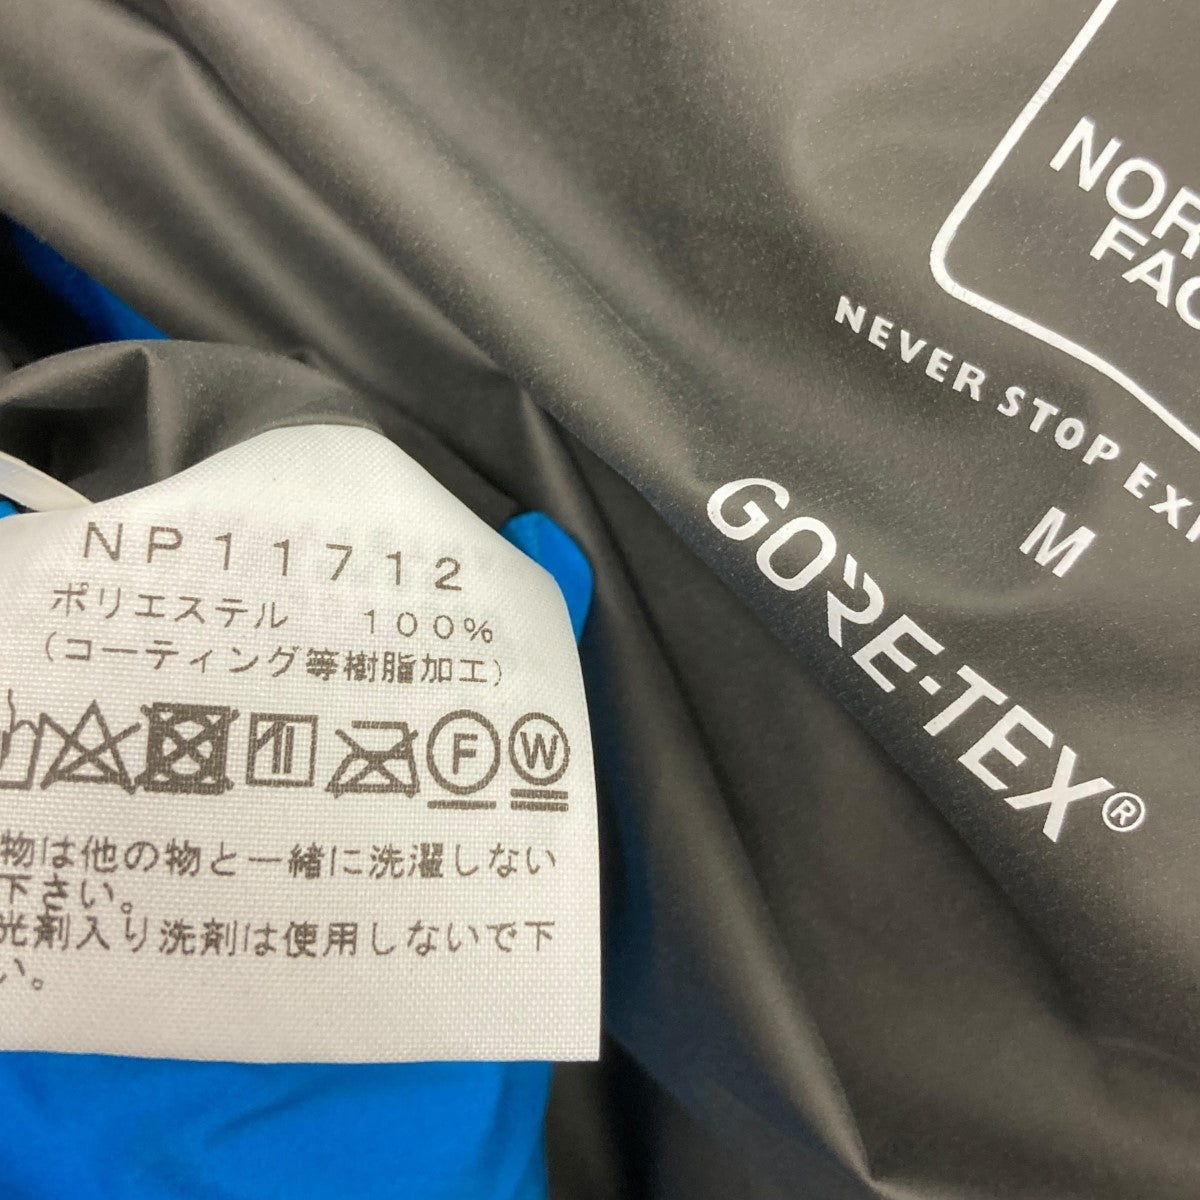 NP11712
ポリエステル 100%
(コーティング等樹脂加工)
F W
物は他の物と一緒に洗濯しない
下さい。
光剤入り洗剤は使用しないで下
い。
NOR
FAC
NEVER STOP EX
M
GORE-TEX®